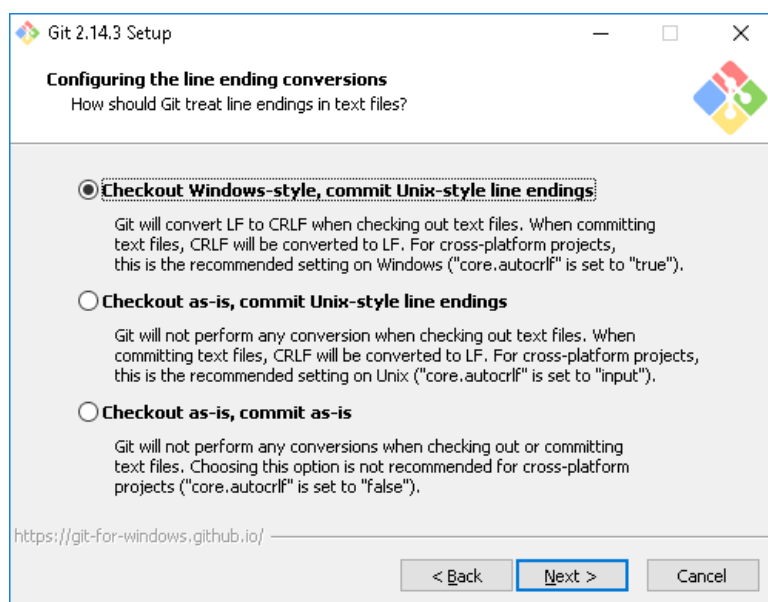 Git 2.14.3 Setup
Configuring the line ending conversions
How should Git treat line endings in text files?
Checkout Windows-style, commit Unix-style line endings
Git will convert LF to CRLF when checking out text files. When committing
text files, CRLF will be converted to LF. For cross-platform projects,
this is the recommended setting on Windows ("core.autocrlf" is set to "true").
Checkout as-is, commit Unix-style line endings
Git will not perform any conversion when checking out text files. When
committing text files, CRLF will be converted to LF. For cross-platform projects,
this is the recommended setting on Unix ("core.autocrlf" is set to "input").
Checkout as-is, commit as-is
Git will not perform any conversions when checking out or committing
text files. Choosing this option is not recommended for cross-platform
projects ("core.autocrlf" is set to "false").
https://git-for-windows.github.io/
< Back Next > Cancel